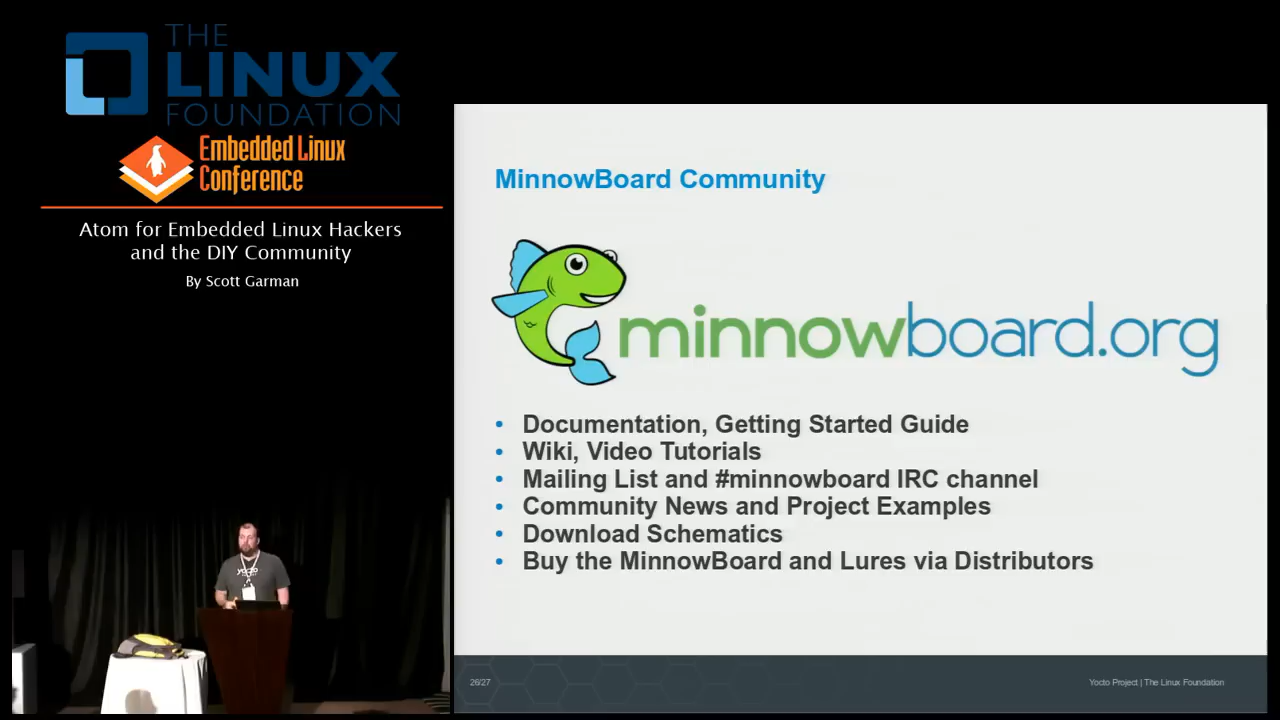 THE
LINUX
FOUNDATION
Embedded Linux
Conference
Atom for Embedded Linux Hackers
and the DIY Community
By Scott Garman
MinnowBoard Community
minnowboard.org
• Documentation, Getting Started Guide
• Wiki, Video Tutorials
• Mailing List and #minnowboard IRC channel
• Community News and Project Examples
• Download Schematics
• Buy the MinnowBoard and Lures via Distributors
26/27
Yocto Project | The Linux Foundation
yocto